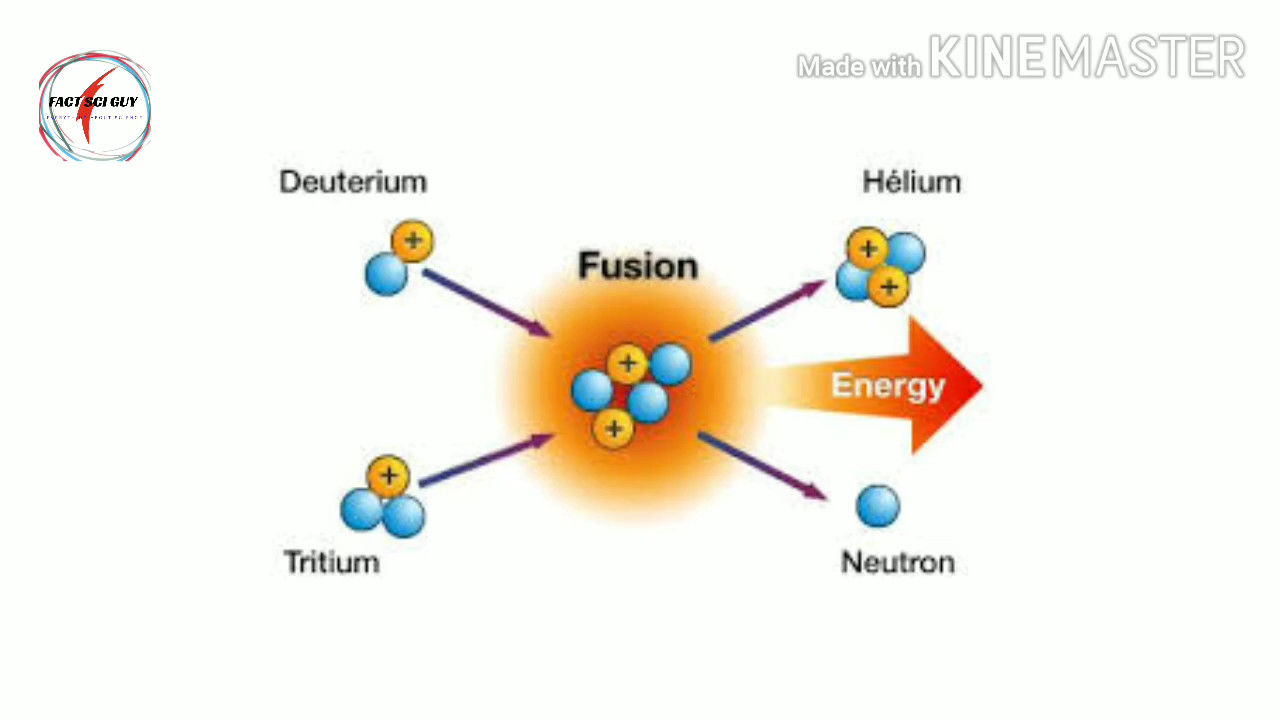 Made with KINEMASTER
FACT SCI GUY
Deuterium
Hélium
+
+
Fusion
+
+
Energy
+
+
Tritium
Neutron